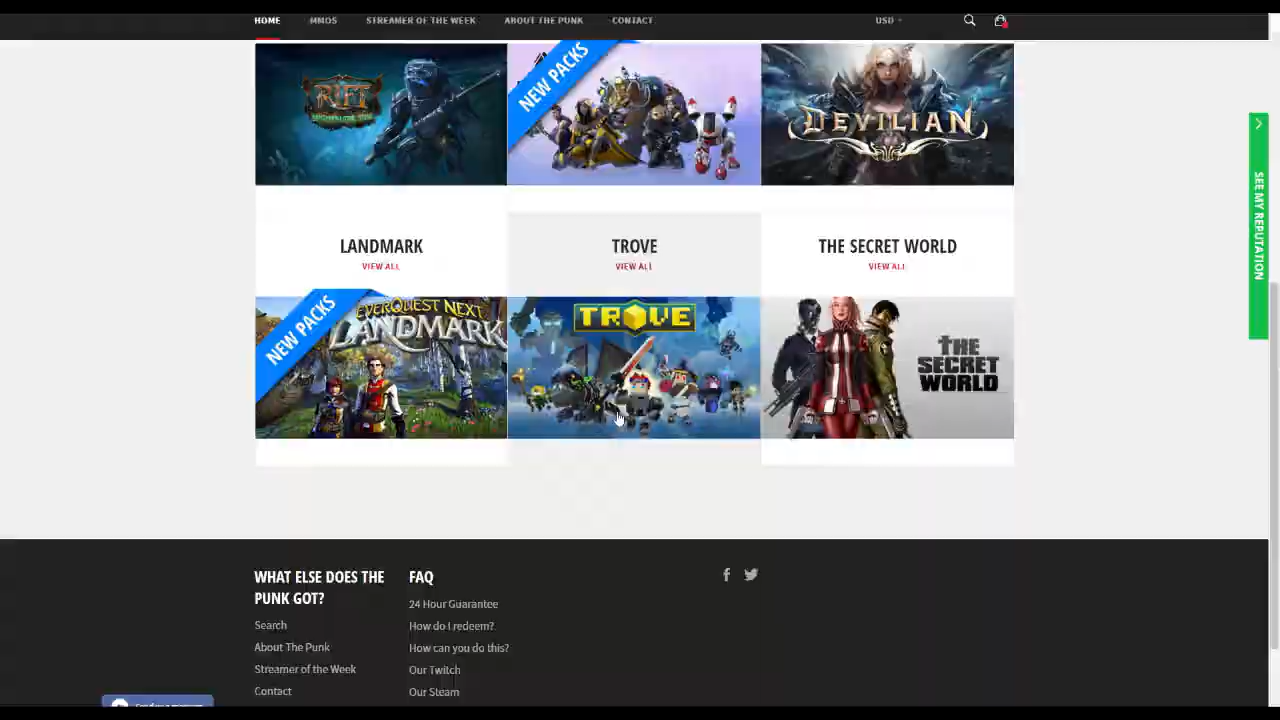 HOME MMOS STREAMER OF THE WEEK ABOUT THE PUNK CONTACT USD
RIFT
NEW PACKS
DEVILIAN
SEE MY REPUTATION
LANDMARK TROVE THE SECRET WORLD
VIEW ALL VIEW ALL VIEW ALL
NEW PACKS
EVERQUEST NEXT
LANDMARK
TROVE
THE
SECRET
WORLD
WHAT ELSE DOES THE
PUNK GOT?
Search
About The Punk
Streamer of the Week
Contact
FAQ
24 Hour Guarantee
How do I redeem?
How can you do this?
Our Twitch
Our Steam